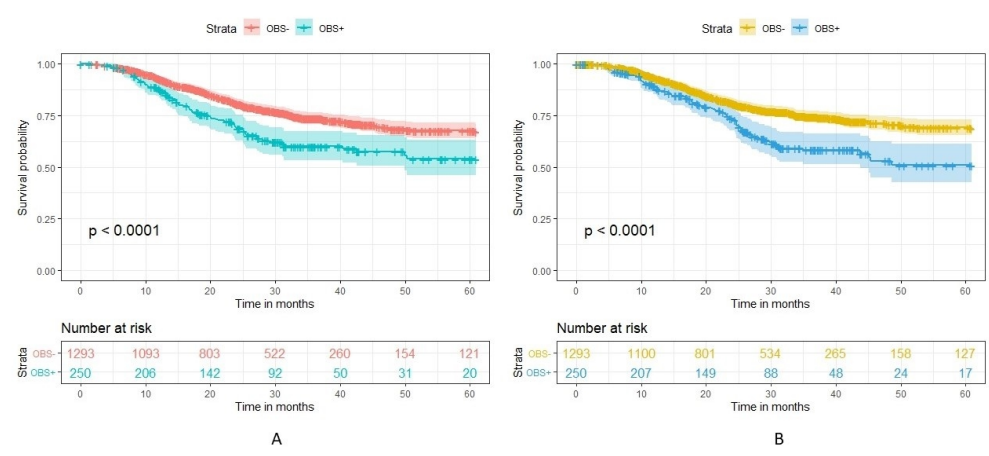 Strata OBS- OBS+
Survival probability
1.00
0.75
0.50
0.25
0.00
p < 0.0001
0 10 20 30 40 50 60
Time in months
Number at risk
Strata
OBS- 1293 1093 803 522 260 154 121
OBS+ 250 206 142 92 50 31 20
0 10 20 30 40 50 60
Time in months
A
Strata OBS- OBS+
Survival probability
1.00
0.75
0.50
0.25
0.00
p < 0.0001
0 10 20 30 40 50 60
Time in months
Number at risk
Strata
OBS- 1293 1100 801 534 265 158 127
OBS+ 250 207 149 88 48 24 17
0 10 20 30 40 50 60
Time in months
B